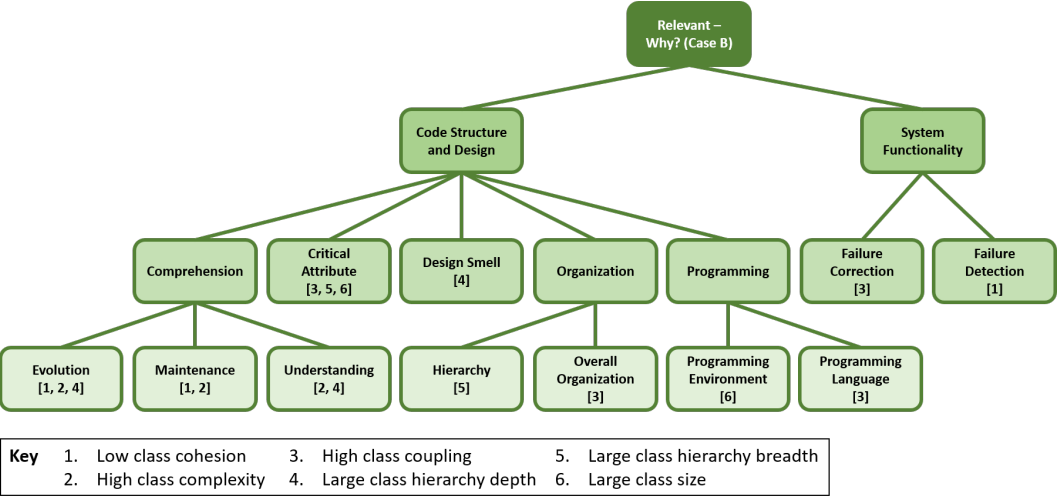 Relevant –
Why? (Case B)
Code Structure
and Design
System
Functionality
Comprehension
Critical
Attribute
[3, 5, 6]
Design Smell
[4]
Organization
Programming
Failure
Correction
[3]
Failure
Detection
[1]
Evolution
[1, 2, 4]
Maintenance
[1, 2]
Understanding
[2, 4]
Hierarchy
[5]
Overall
Organization
[3]
Programming
Environment
[6]
Programming
Language
[3]
Key 1. Low class cohesion 3. High class coupling 5. Large class hierarchy breadth
2. High class complexity 4. Large class hierarchy depth 6. Large class size